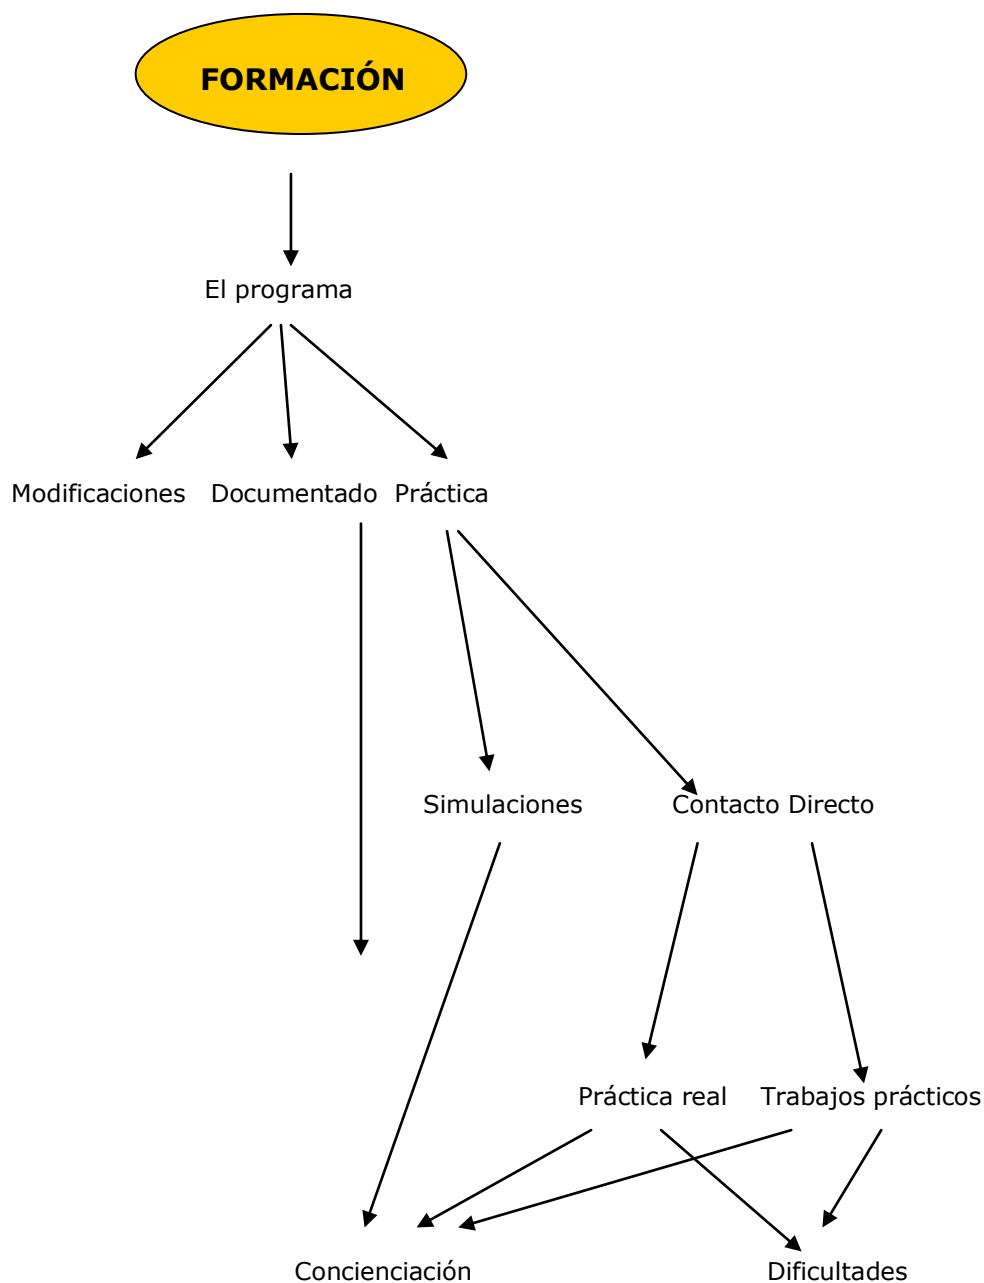 FORMACIÓN
El programa
Modificaciones Documentado Práctica
Simulaciones Contacto Directo
Práctica real Trabajos prácticos
Concienciación Dificultades